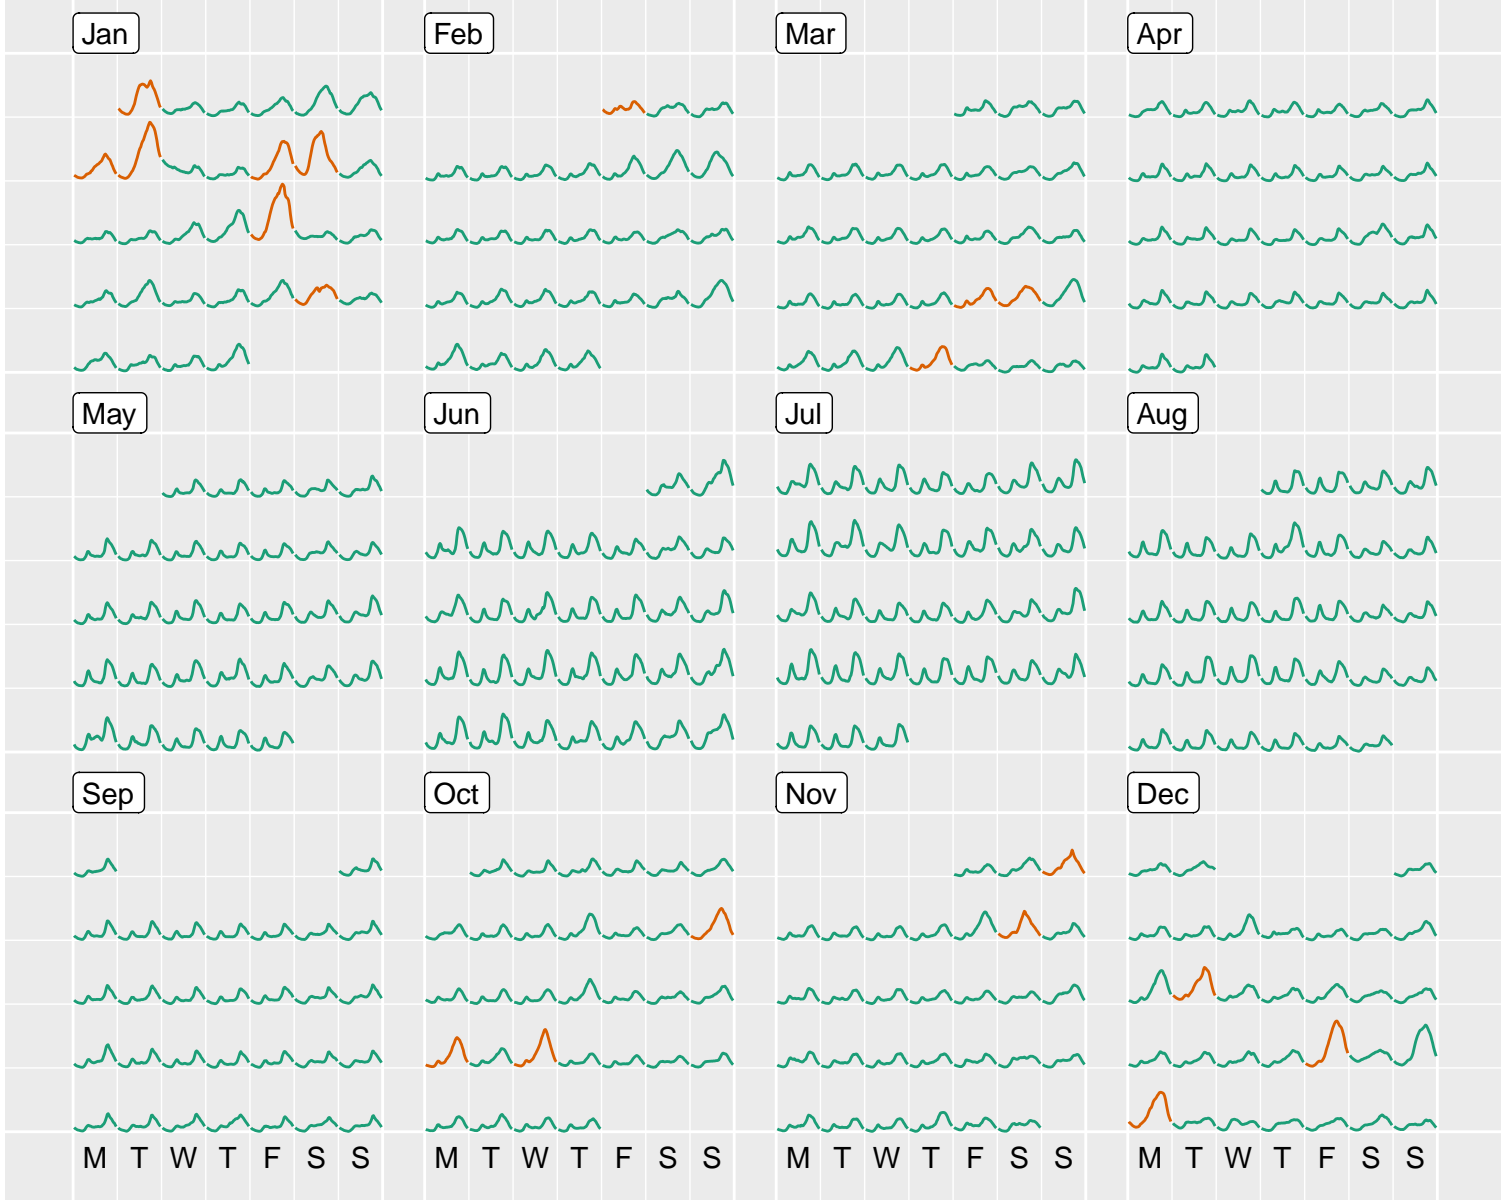 Jan Feb Mar Apr
May Jun Jul Aug
Sep Oct Nov Dec
M T W T F S S M T W T F S S M T W T F S S M T W T F S S